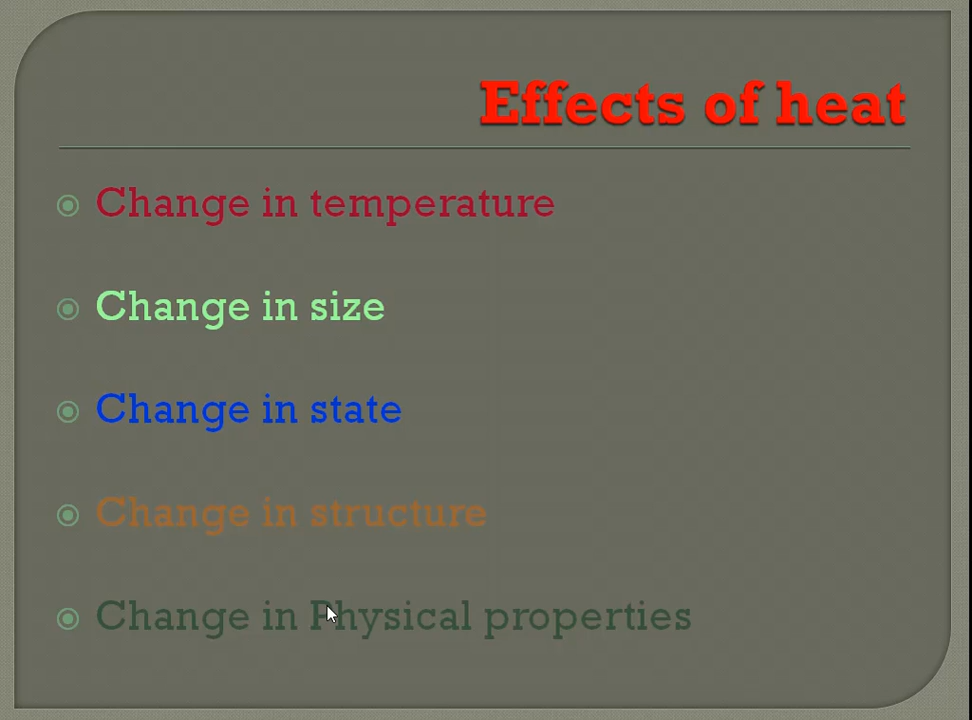 Effects of heat
Change in temperature
Change in size
Change in state
Change in structure
Change in Physical properties